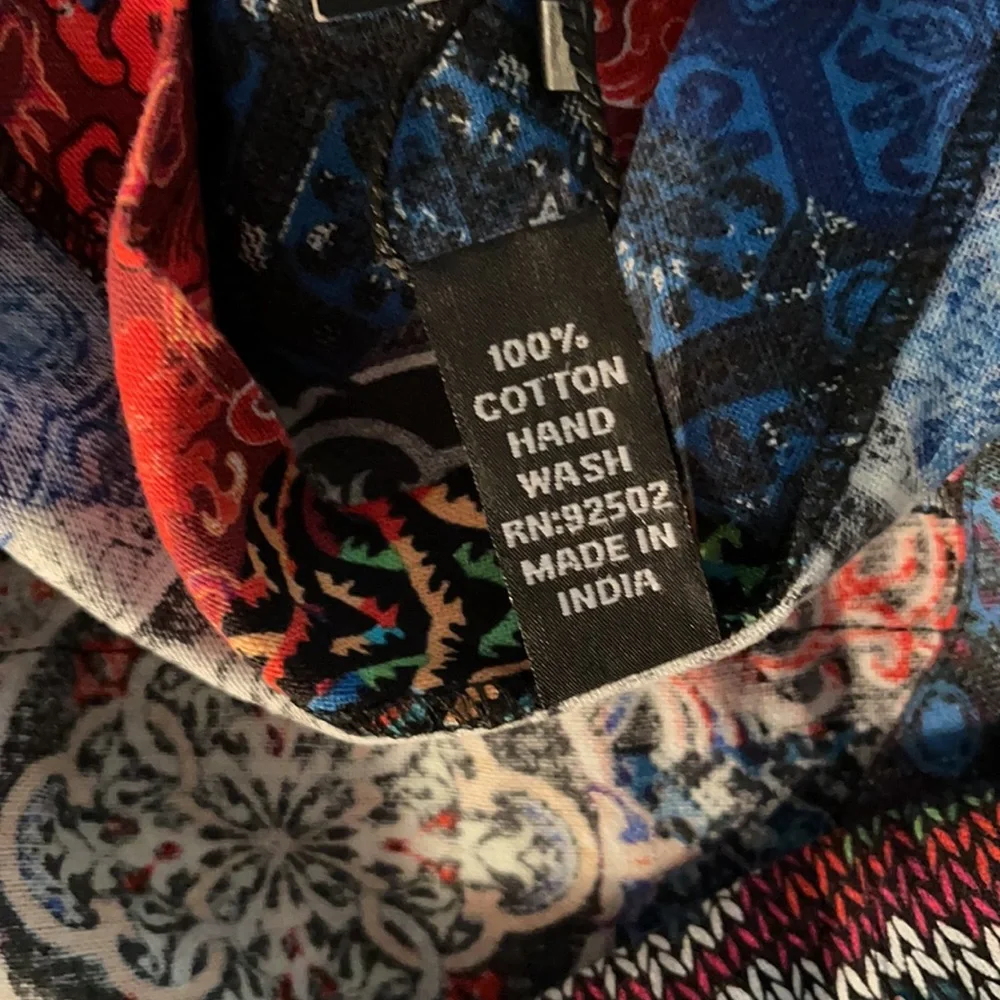 100%
COTTON
HAND
WASH
RN:92502
MADE IN
INDIA